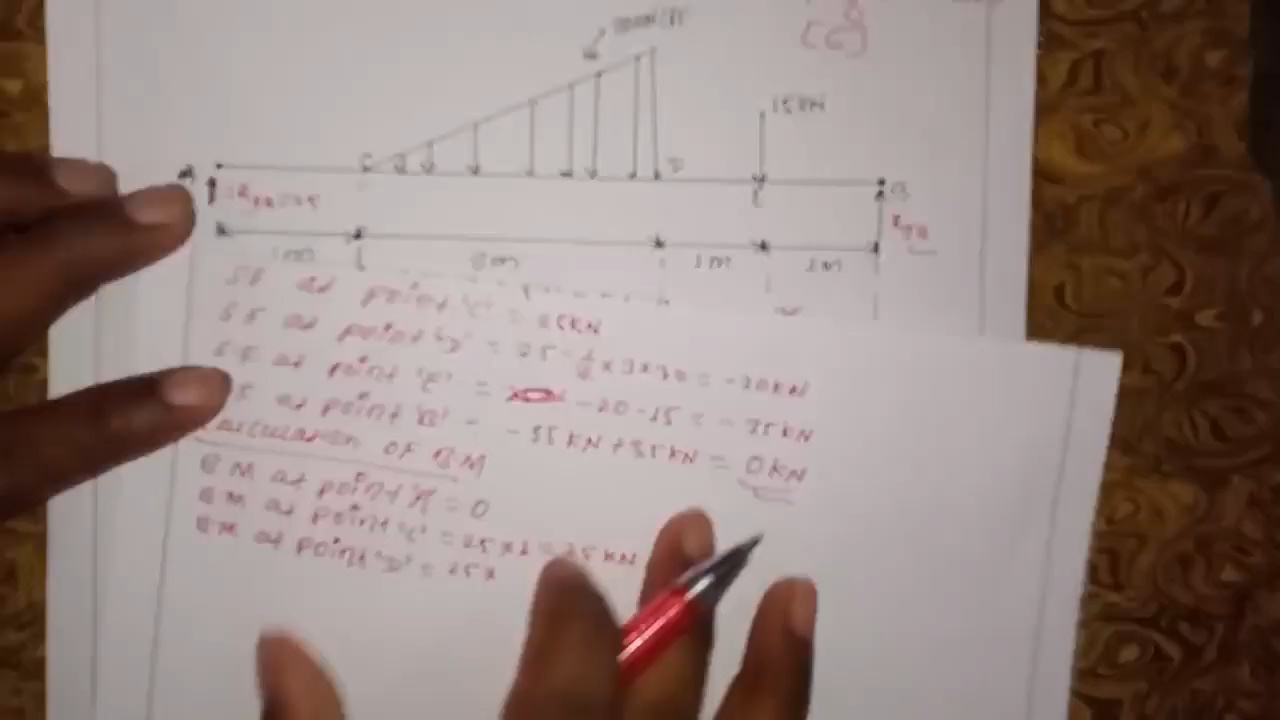 15KN
A
C
D
E
B
1m
3m
1m
1m
SF at point 'C' = 25KN
SF at point 'D' = 25 - 1/2 × 3 × 30 = -20KN
SF at point 'E' = -20 - 15 = -35KN
SF at point 'B' = -35KN + 35KN = 0KN
Calculation of BM
BM at point 'A' = 0
BM at point 'C' = 25×1 = 25KN
BM at point 'D' = 25×